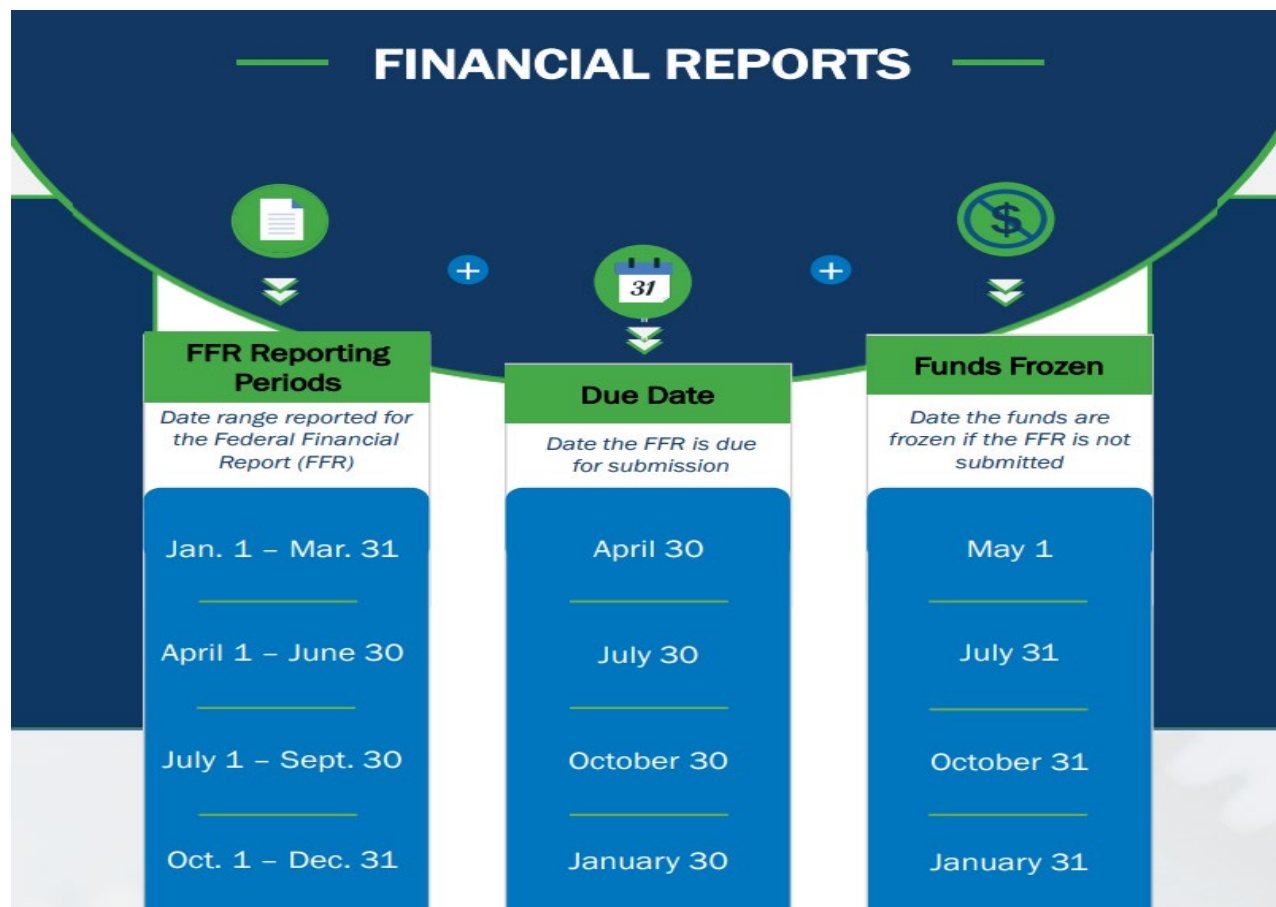 FINANCIAL REPORTS
31
FFR Reporting
Periods
Date range reported for
the Federal Financial
Report (FFR)
Jan. 1 – Mar. 31
April 1 – June 30
July 1 – Sept. 30
Oct. 1 – Dec. 31
Due Date
Date the FFR is due
for submission
April 30
July 30
October 30
January 30
$
Funds Frozen
Date the funds are
frozen if the FFR is not
submitted
May 1
July 31
October 31
January 31